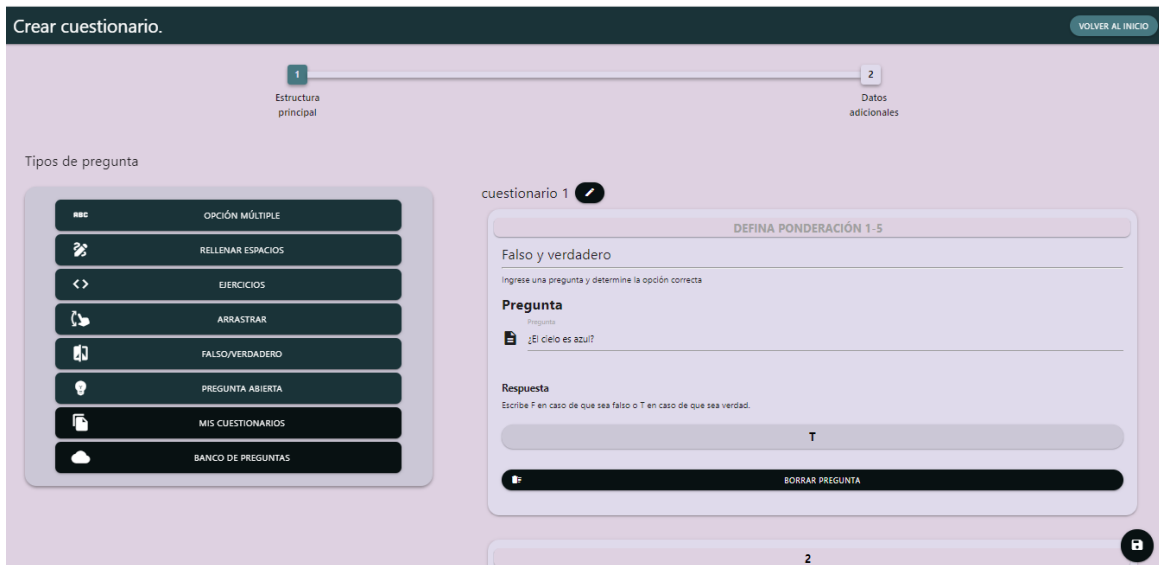 Crear cuestionario.
VOLVER AL INICIO
1
2
Estructura
principal
Datos
adicionales
Tipos de pregunta
ABC OPCIÓN MÚLTIPLE
RELLENAR ESPACIOS
EJERCICIOS
ARRASTRAR
FALSO/VERDADERO
PREGUNTA ABIERTA
MIS CUESTIONARIOS
BANCO DE PREGUNTAS
cuestionario 1
DEFINA PONDERACIÓN 1-5
Falso y verdadero
Ingrese una pregunta y determine la opción correcta
Pregunta
Pregunta
¿El cielo es azul?
Respuesta
Escribe F en caso de que sea falso o T en caso de que sea verdad.
T
BORRAR PREGUNTA
2